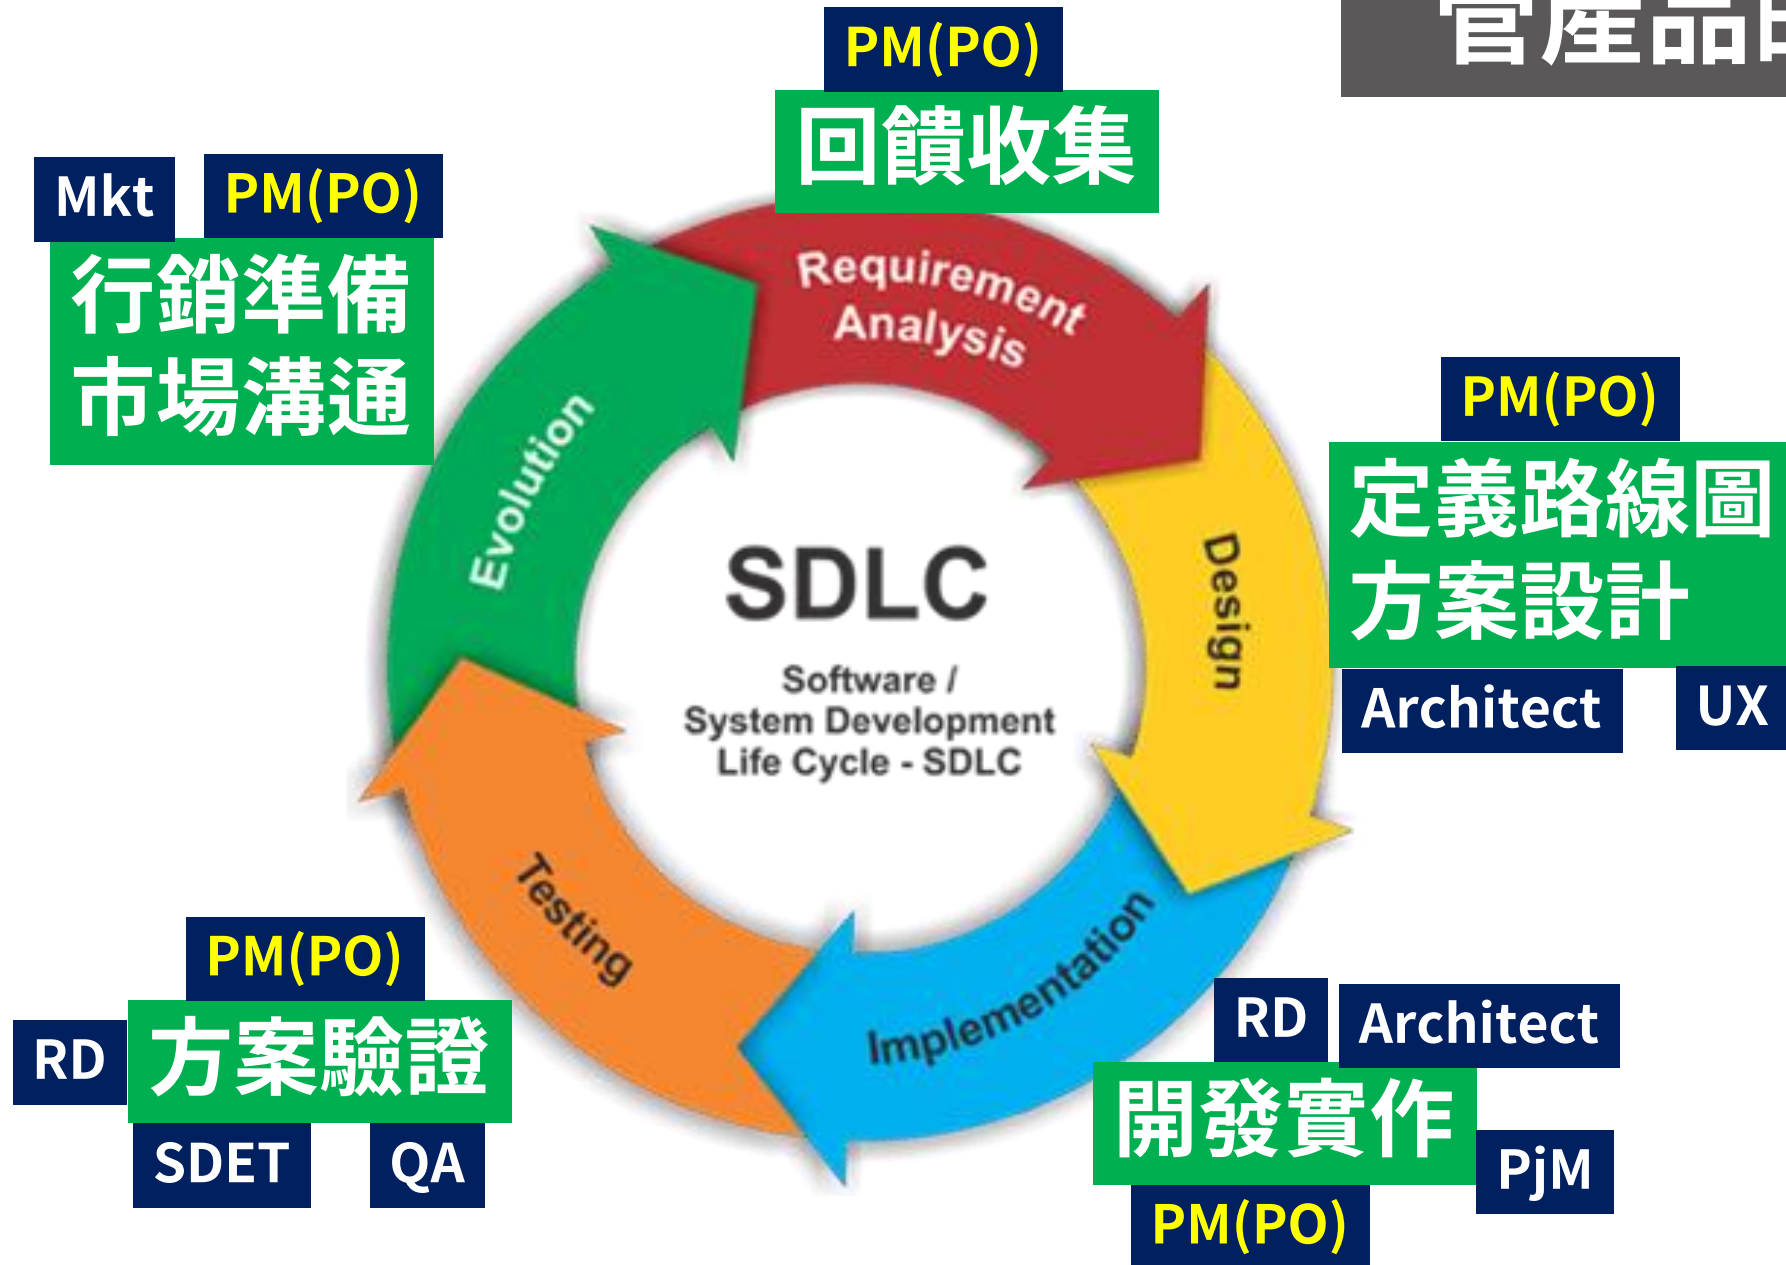 管產品
PM(PO)
回饋收集
Mkt
PM(PO)
行銷準備
市場溝通
Requirement
Analysis
PM(PO)
定義路線圖
方案設計
Architect
UX
Evolution
Design
SDLC
Software /
System Development
Life Cycle - SDLC
Testing
Implementation
PM(PO)
RD
方案驗證
SDET
QA
RD
Architect
開發實作
PjM
PM(PO)